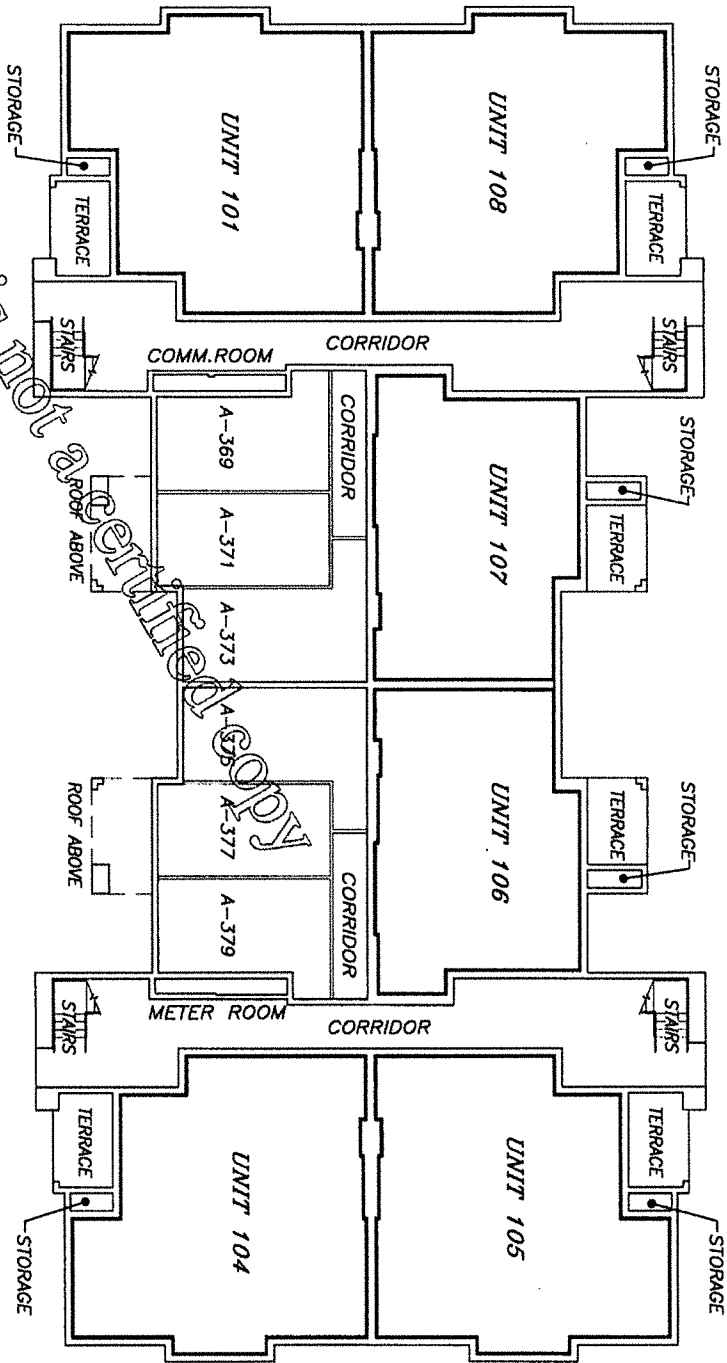 STORAGE
STORAGE
STORAGE
STORAGE
TERRACE
STAIRS
TERRACE
TERRACE
STAIRS
TERRACE
UNIT 108
UNIT 107
UNIT 106
UNIT 105
CORRIDOR
CORRIDOR
CORRIDOR
CORRIDOR
COMM.ROOM
METER ROOM
UNIT 101
A-369
A-371
A-373
A-375
A-377
A-379
UNIT 104
TERRACE
STAIRS
ROOF ABOVE
ROOF ABOVE
STAIRS
TERRACE
STORAGE
STORAGE
is not a certified copy